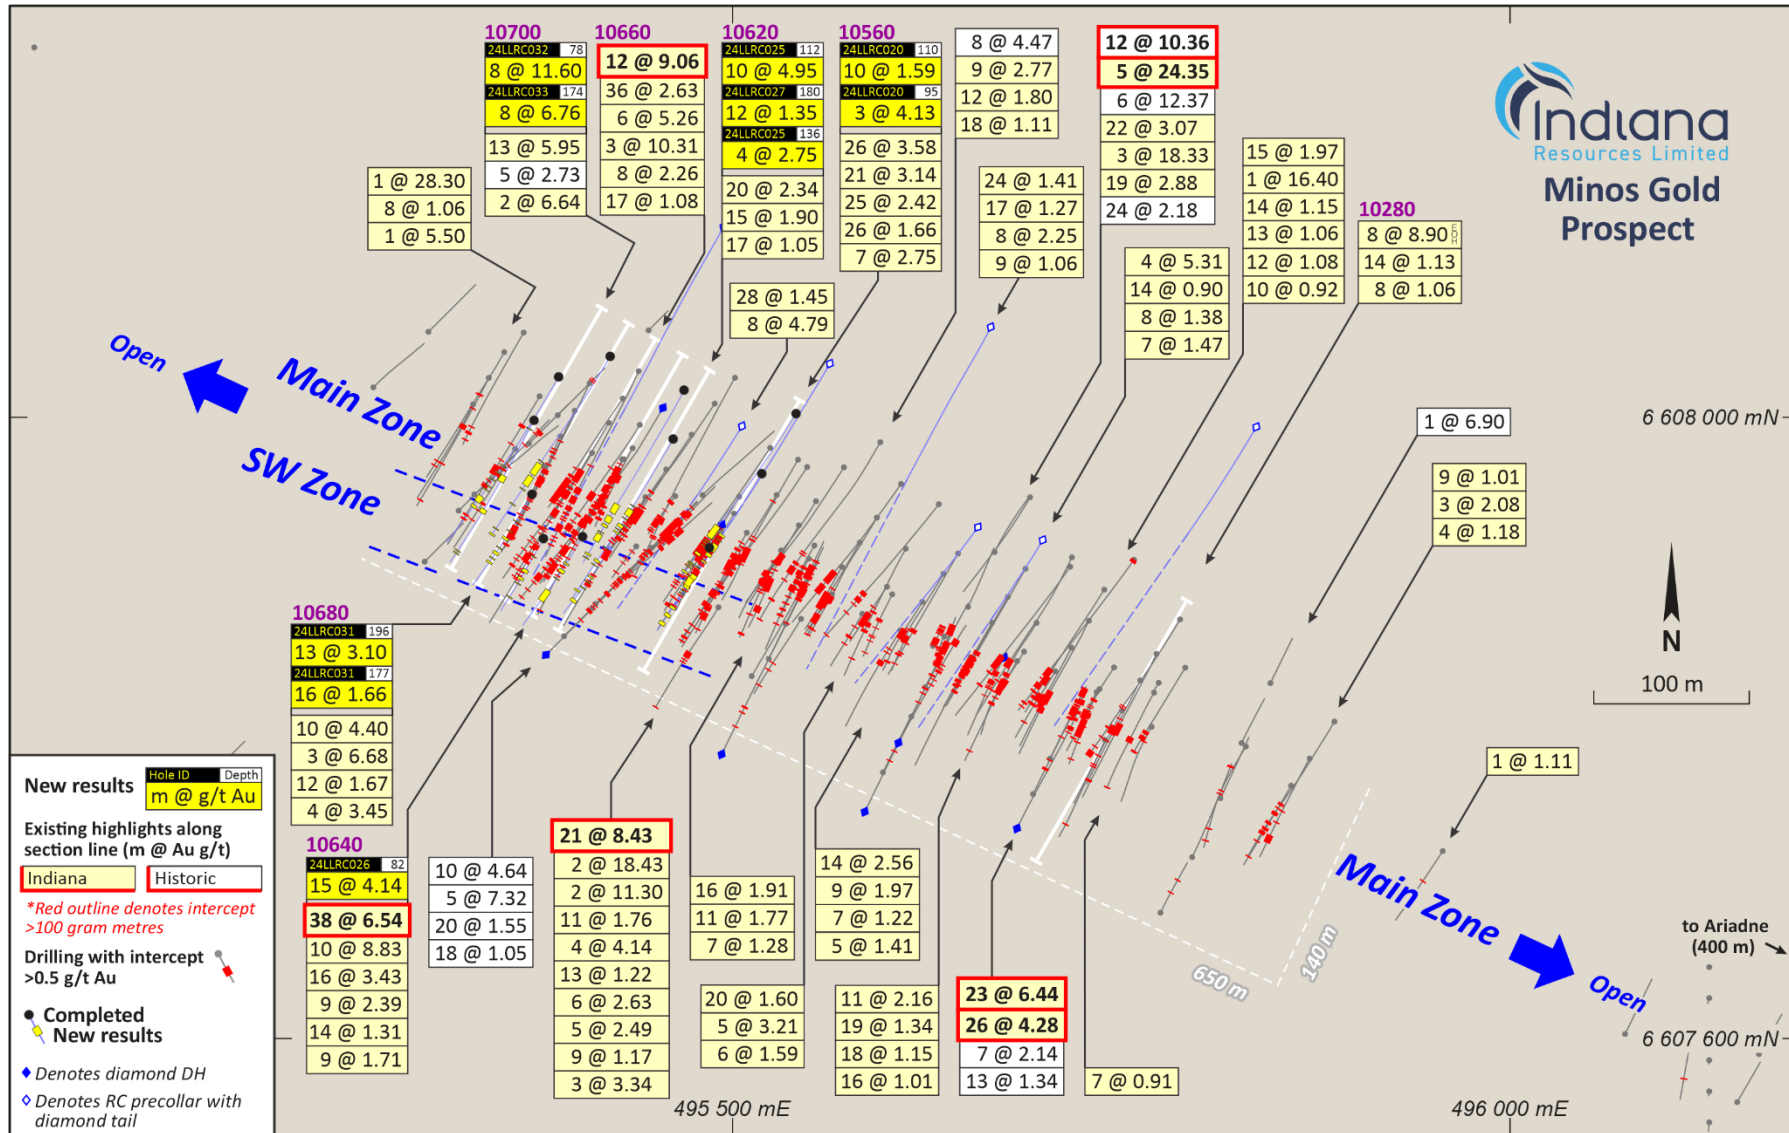 Indiana
Resources Limited
Minos Gold
Prospect
10700
24LLRC032 78
8 @ 11.60
24LLRC033 174
8 @ 6.76
13 @ 5.95
5 @ 2.73
2 @ 6.64
10660
12 @ 9.06
36 @ 2.63
6 @ 5.26
3 @ 10.31
8 @ 2.26
17 @ 1.08
10620
24LLRC025 112
10 @ 4.95
24LLRC027 180
12 @ 1.35
24LLRC025 136
4 @ 2.75
20 @ 2.34
15 @ 1.90
17 @ 1.05
10560
24LLRC020 110
10 @ 1.59
24LLRC020 95
3 @ 4.13
26 @ 3.58
21 @ 3.14
25 @ 2.42
26 @ 1.66
7 @ 2.75
8 @ 4.47
9 @ 2.77
12 @ 1.80
18 @ 1.11
12 @ 10.36
5 @ 24.35
6 @ 12.37
22 @ 3.07
3 @ 18.33
19 @ 2.88
24 @ 2.18
1 @ 28.30
8 @ 1.06
1 @ 5.50
24 @ 1.41
17 @ 1.27
8 @ 2.25
9 @ 1.06
15 @ 1.97
1 @ 16.40
14 @ 1.15
13 @ 1.06
12 @ 1.08
10 @ 0.92
10280
8 @ 8.90 EOH
14 @ 1.13
8 @ 1.06
4 @ 5.31
14 @ 0.90
8 @ 1.38
7 @ 1.47
28 @ 1.45
8 @ 4.79
Open
Main Zone
SW Zone
6 608 000 mN
1 @ 6.90
9 @ 1.01
3 @ 2.08
4 @ 1.18
N
100 m
10680
24LLRC031 196
13 @ 3.10
24LLRC031 177
16 @ 1.66
10 @ 4.40
3 @ 6.68
12 @ 1.67
4 @ 3.45
10640
24LLRC026 82
15 @ 4.14
38 @ 6.54
10 @ 8.83
16 @ 3.43
9 @ 2.39
14 @ 1.31
9 @ 1.71
10 @ 4.64
5 @ 7.32
20 @ 1.55
18 @ 1.05
21 @ 8.43
2 @ 18.43
2 @ 11.30
11 @ 1.76
4 @ 4.14
13 @ 1.22
6 @ 2.63
5 @ 2.49
9 @ 1.17
3 @ 3.34
16 @ 1.91
11 @ 1.77
7 @ 1.28
20 @ 1.60
5 @ 3.21
6 @ 1.59
14 @ 2.56
9 @ 1.97
7 @ 1.22
5 @ 1.41
11 @ 2.16
19 @ 1.34
18 @ 1.15
16 @ 1.01
23 @ 6.44
26 @ 4.28
7 @ 2.14
13 @ 1.34
7 @ 0.91
1 @ 1.11
650 m
140 m
Main Zone
Open
to Ariadne
(400 m)
6 607 600 mN
495 500 mE
496 000 mE
New results
Hole ID Depth
m @ g/t Au
Existing highlights along
section line (m @ Au g/t)
Indiana
Historic
*Red outline denotes intercept
>100 gram metres
Drilling with intercept
>0.5 g/t Au
Completed
New results
Denotes diamond DH
Denotes RC precollar with
diamond tail